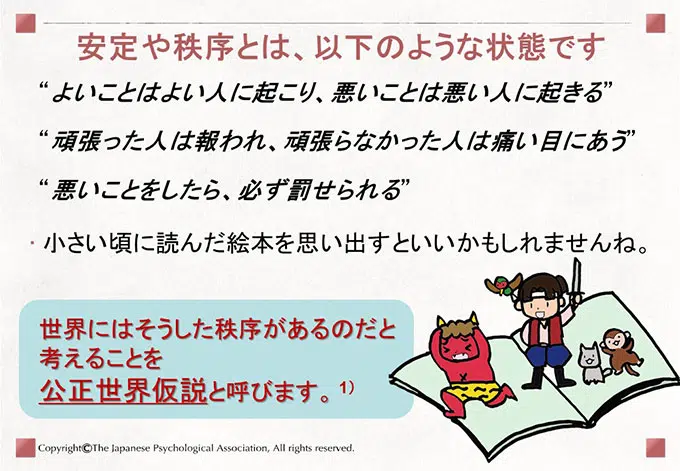 安定や秩序とは、以下のような状態です
“よいことはよい人に起こり、悪いことは悪い人に起きる”
“頑張った人は報われ、頑張らなかった人は痛い目にあう”
“悪いことをしたら、必ず罰せられる”
・小さい頃に読んだ絵本を思い出すといいかもしれませんね。
世界にはそうした秩序があるのだと
考えることを
公正世界仮説と呼びます。1)
Copyright©The Japanese Psychological Association, All rights reserved.